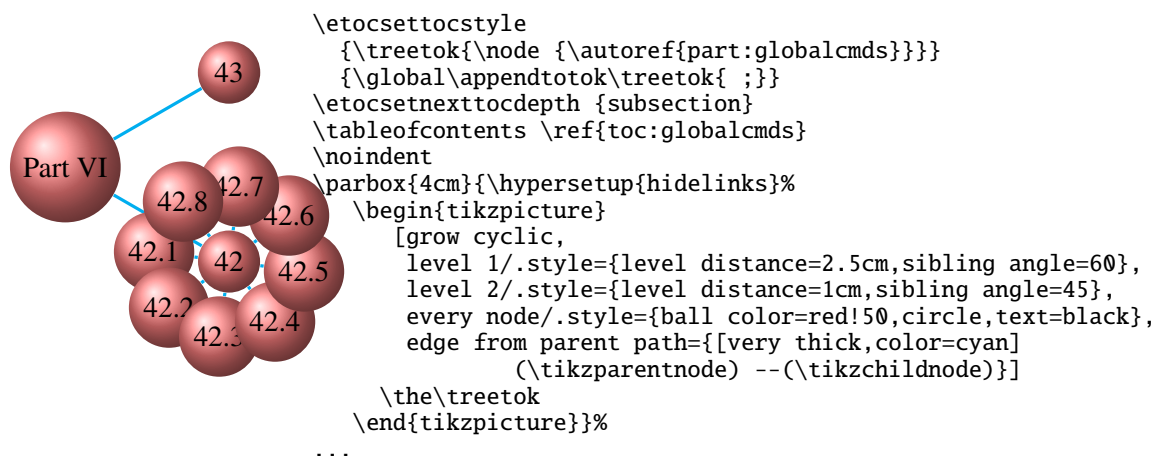 43
Part VI
42.8
42.7
42.6
42.1
42
42.5
42.2
42.3
42.4
\etocsettocstyle
{\treetok{\node {\autoref{part:globalcmds}}}}
{\global\appendtotok\treetok{ ;}}
\etocsetnexttocdepth {subsection}
\tableofcontents \ref{toc:globalcmds}
\noindent
\parbox{4cm}{\hypersetup{hidelinks}%
\begin{tikzpicture}
[grow cyclic,
level 1/.style={level distance=2.5cm,sibling angle=60},
level 2/.style={level distance=1cm,sibling angle=45},
every node/.style={ball color=red!50,circle,text=black},
edge from parent path={[very thick,color=cyan]
(\tikzparentnode) --(\tikzchildnode)}]
\the\treetok
\end{tikzpicture}}%
...